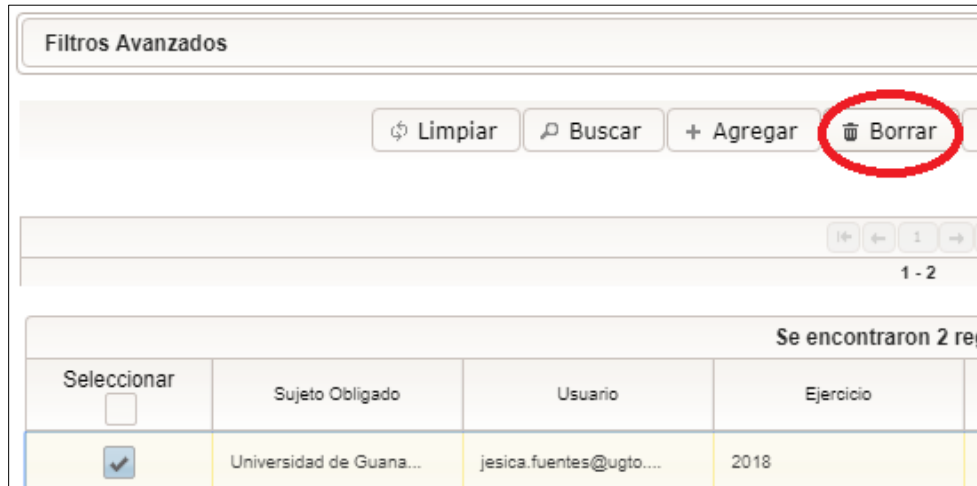 Filtros Avanzados
Limpiar Buscar + Agregar Borrar
1
1 - 2
Se encontraron 2 re
Seleccionar Sujeto Obligado Usuario Ejercicio
Universidad de Guana... jesica.fuentes@ugto.... 2018